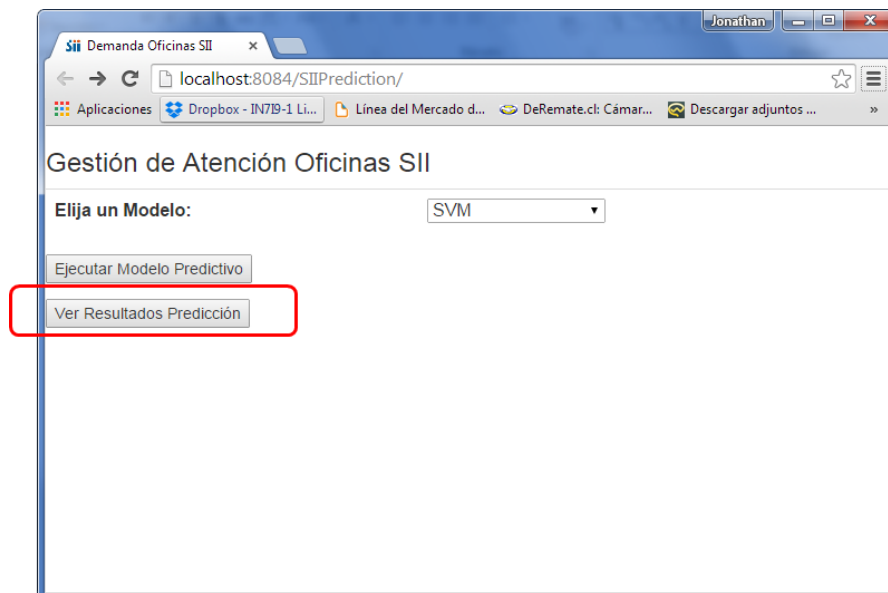 Jonathan
Sii Demanda Oficinas SII
localhost:8084/SIIPrediction/
Aplicaciones Dropbox - IN7I9-1 Li... Línea del Mercado d... DeRemate.cl: Cámar... Descargar adjuntos ... »
Gestión de Atención Oficinas SII
Elija un Modelo: SVM
Ejecutar Modelo Predictivo
Ver Resultados Predicción